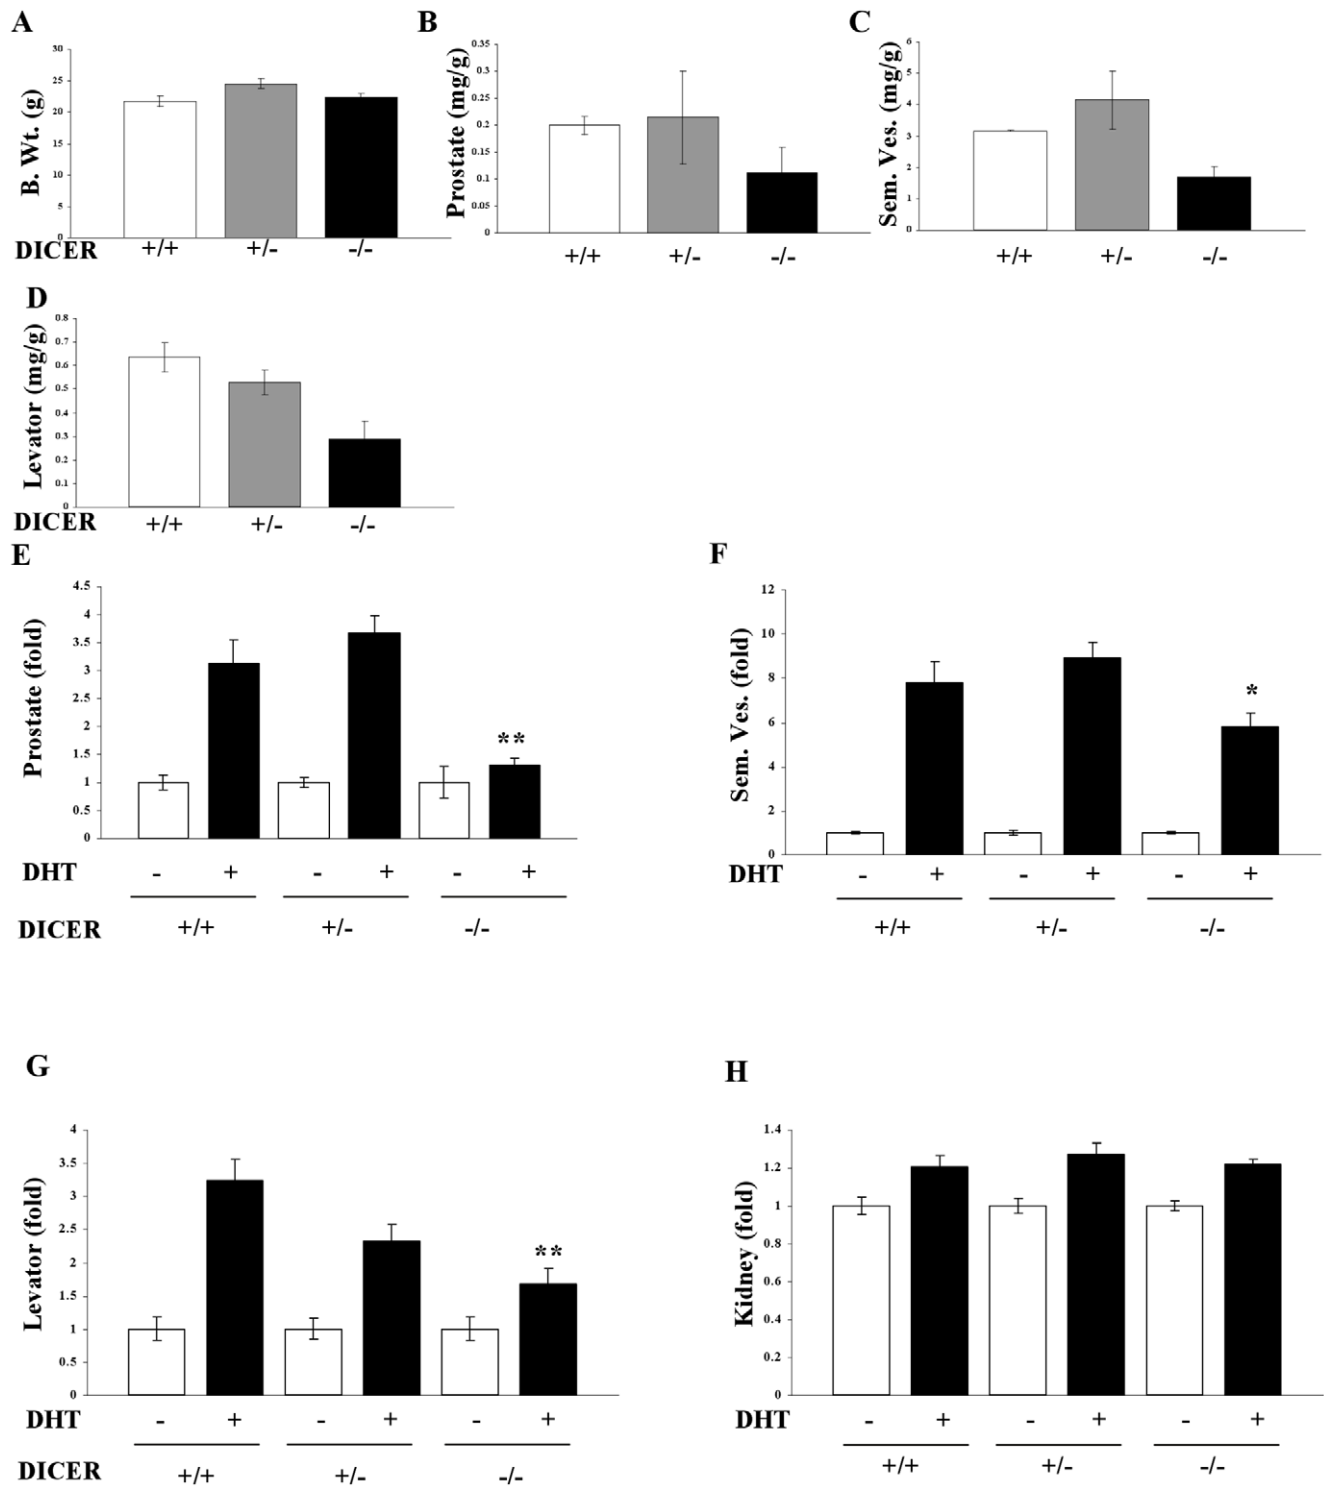 A
B. Wt. (g)
30
25
20
15
10
5
0
DICER +/+ +/- -/-
B
Prostate (mg/g)
0.35
0.3
0.25
0.2
0.15
0.1
0.05
0
+/+ +/- -/-
C
Sem. Ves. (mg/g)
6
5
4
3
2
1
0
+/+ +/- -/-
D
Levator (mg/g)
0.8
0.7
0.6
0.5
0.4
0.3
0.2
0.1
0
DICER +/+ +/- -/-
E
Prostate (fold)
4.5
4
3.5
3
2.5
2
1.5
1
0.5
0
**
DHT - + - + - +
DICER +/+ +/- -/-
F
Sem. Ves. (fold)
12
10
8
6
4
2
0
*
DHT - + - + - +
+/+ +/- -/-
G
Levator (fold)
4
3.5
3
2.5
2
1.5
1
0.5
0
**
DHT - + - + - +
DICER +/+ +/- -/-
H
Kidney (fold)
1.4
1.2
1
0.8
0.6
0.4
0.2
0
DHT - + - + - +
+/+ +/- -/-